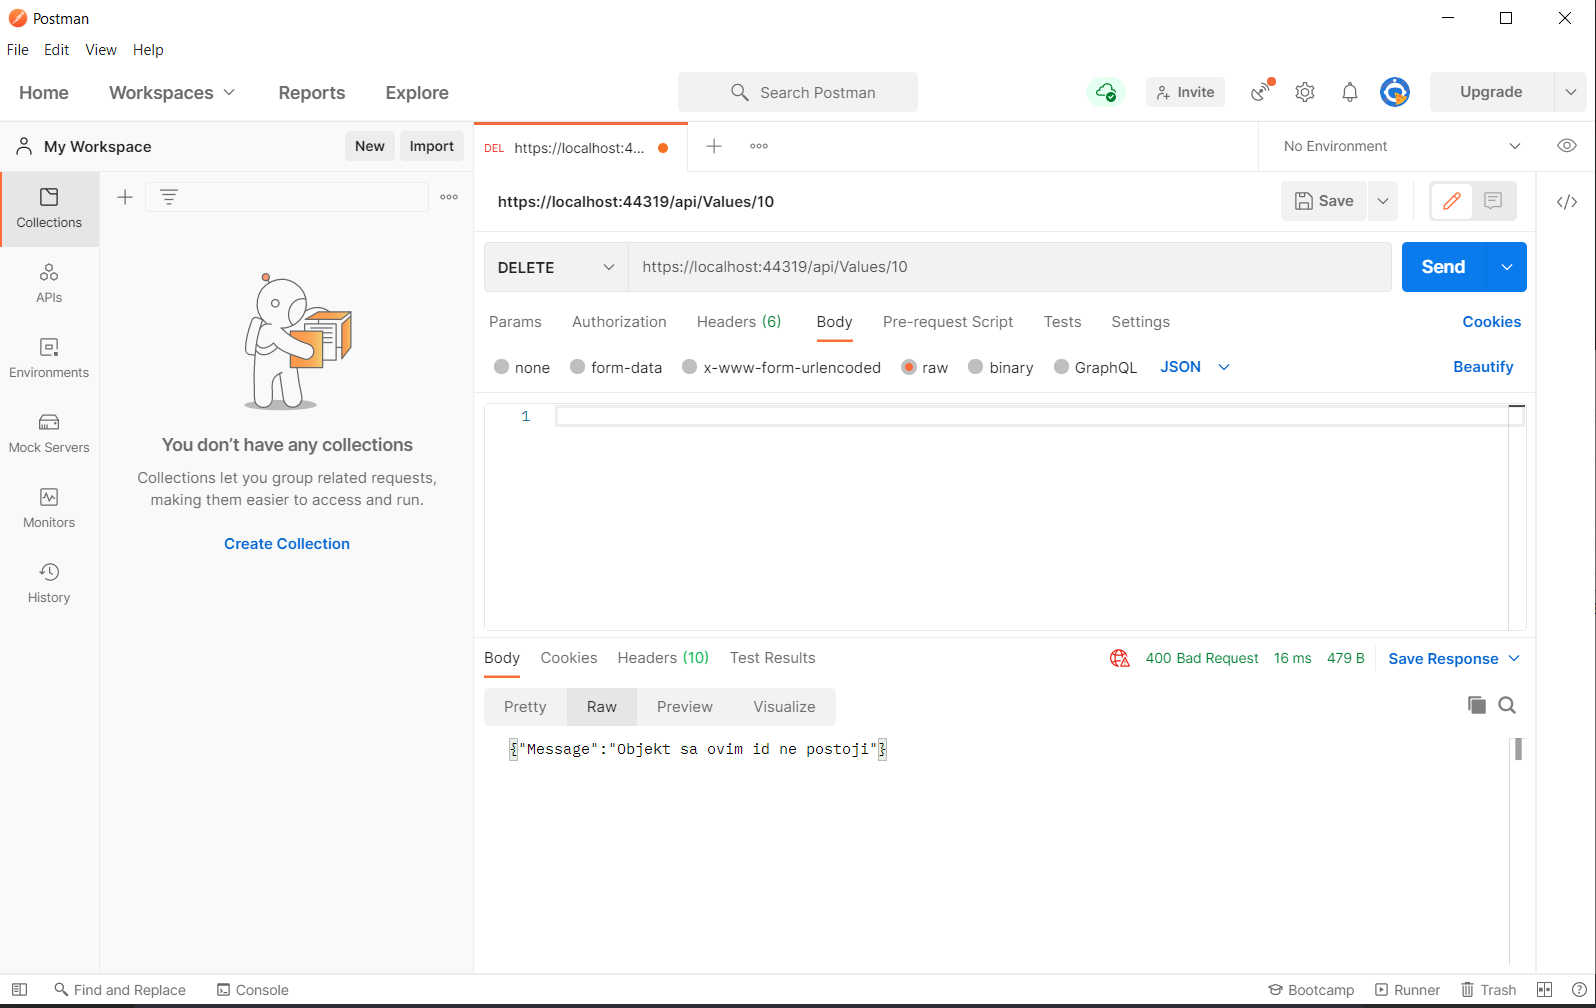 Postman
File Edit View Help
Home Workspaces Reports Explore Search Postman Invite Upgrade
My Workspace New Import
DEL https://localhost:4... No Environment
Collections
APIs
Environments
Mock Servers
Monitors
History
You don’t have any collections
Collections let you group related requests,
making them easier to access and run.
Create Collection
https://localhost:44319/api/Values/10 Save
DELETE https://localhost:44319/api/Values/10 Send
Params Authorization Headers (6) Body Pre-request Script Tests Settings Cookies
none form-data x-www-form-urlencoded raw binary GraphQL JSON Beautify
1
Body Cookies Headers (10) Test Results 400 Bad Request 16 ms 479 B Save Response
Pretty Raw Preview Visualize
{"Message":"Objekt sa ovim id ne postoji"}
Find and Replace Console Bootcamp Runner Trash